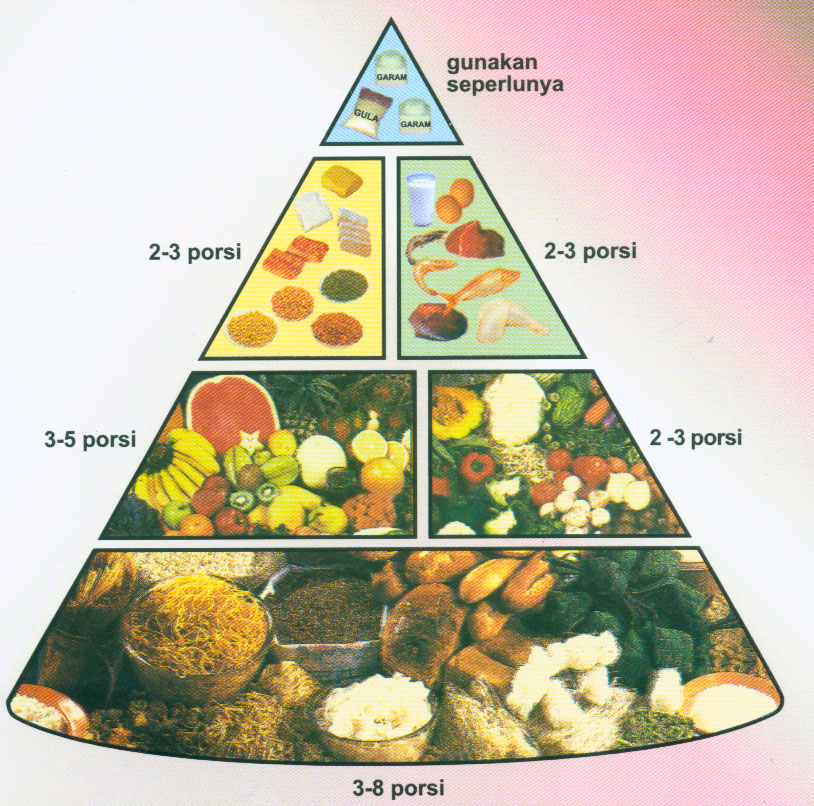 GARAM
gunakan
seperlunya
GULA
GARAM
2-3 porsi
2-3 porsi
3-5 porsi
2 -3 porsi
3-8 porsi